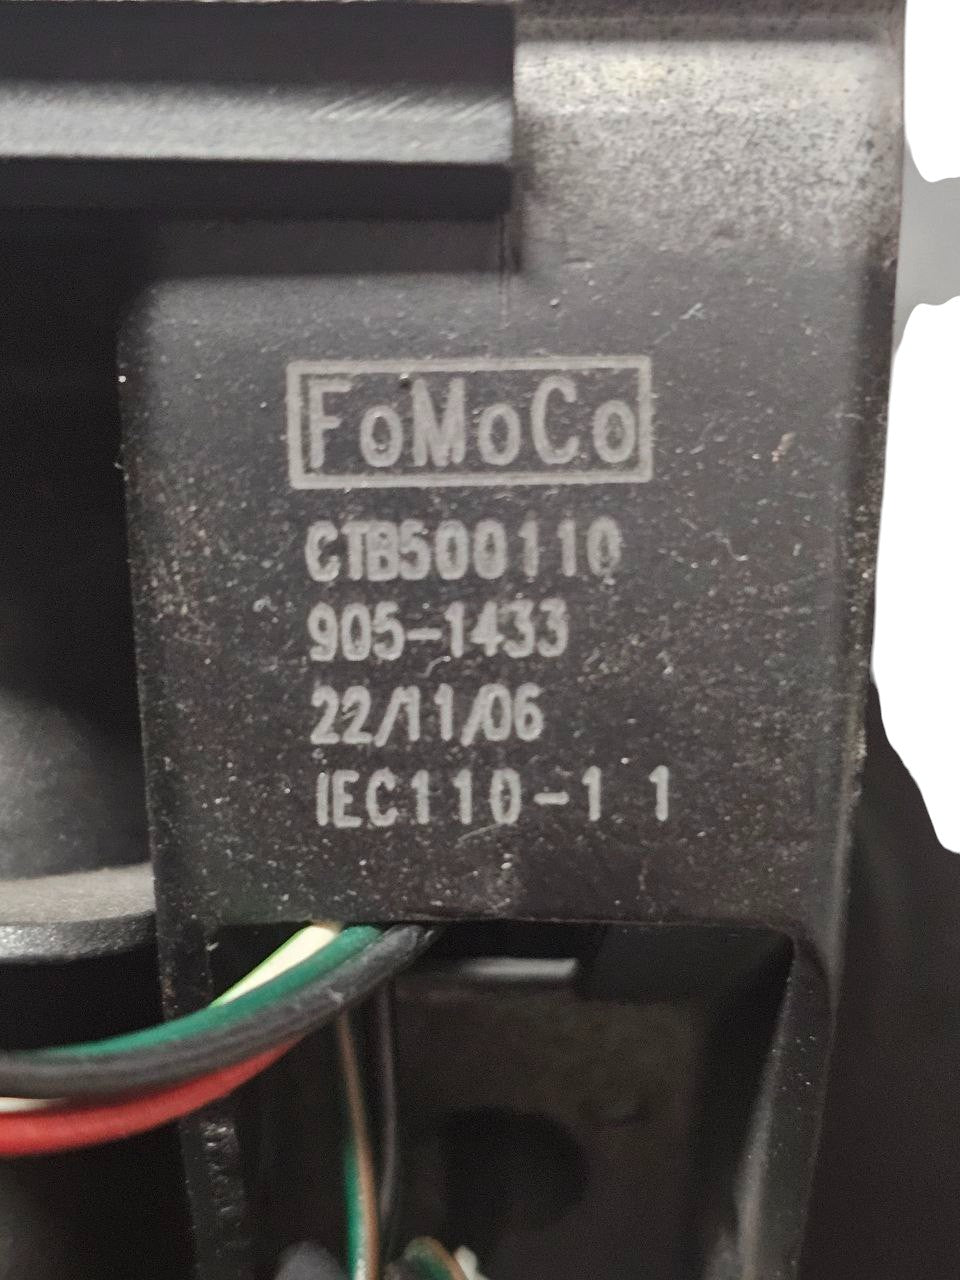 FoMoCo
CTB500110
905-1433
22/11/06
IEC110-1 1